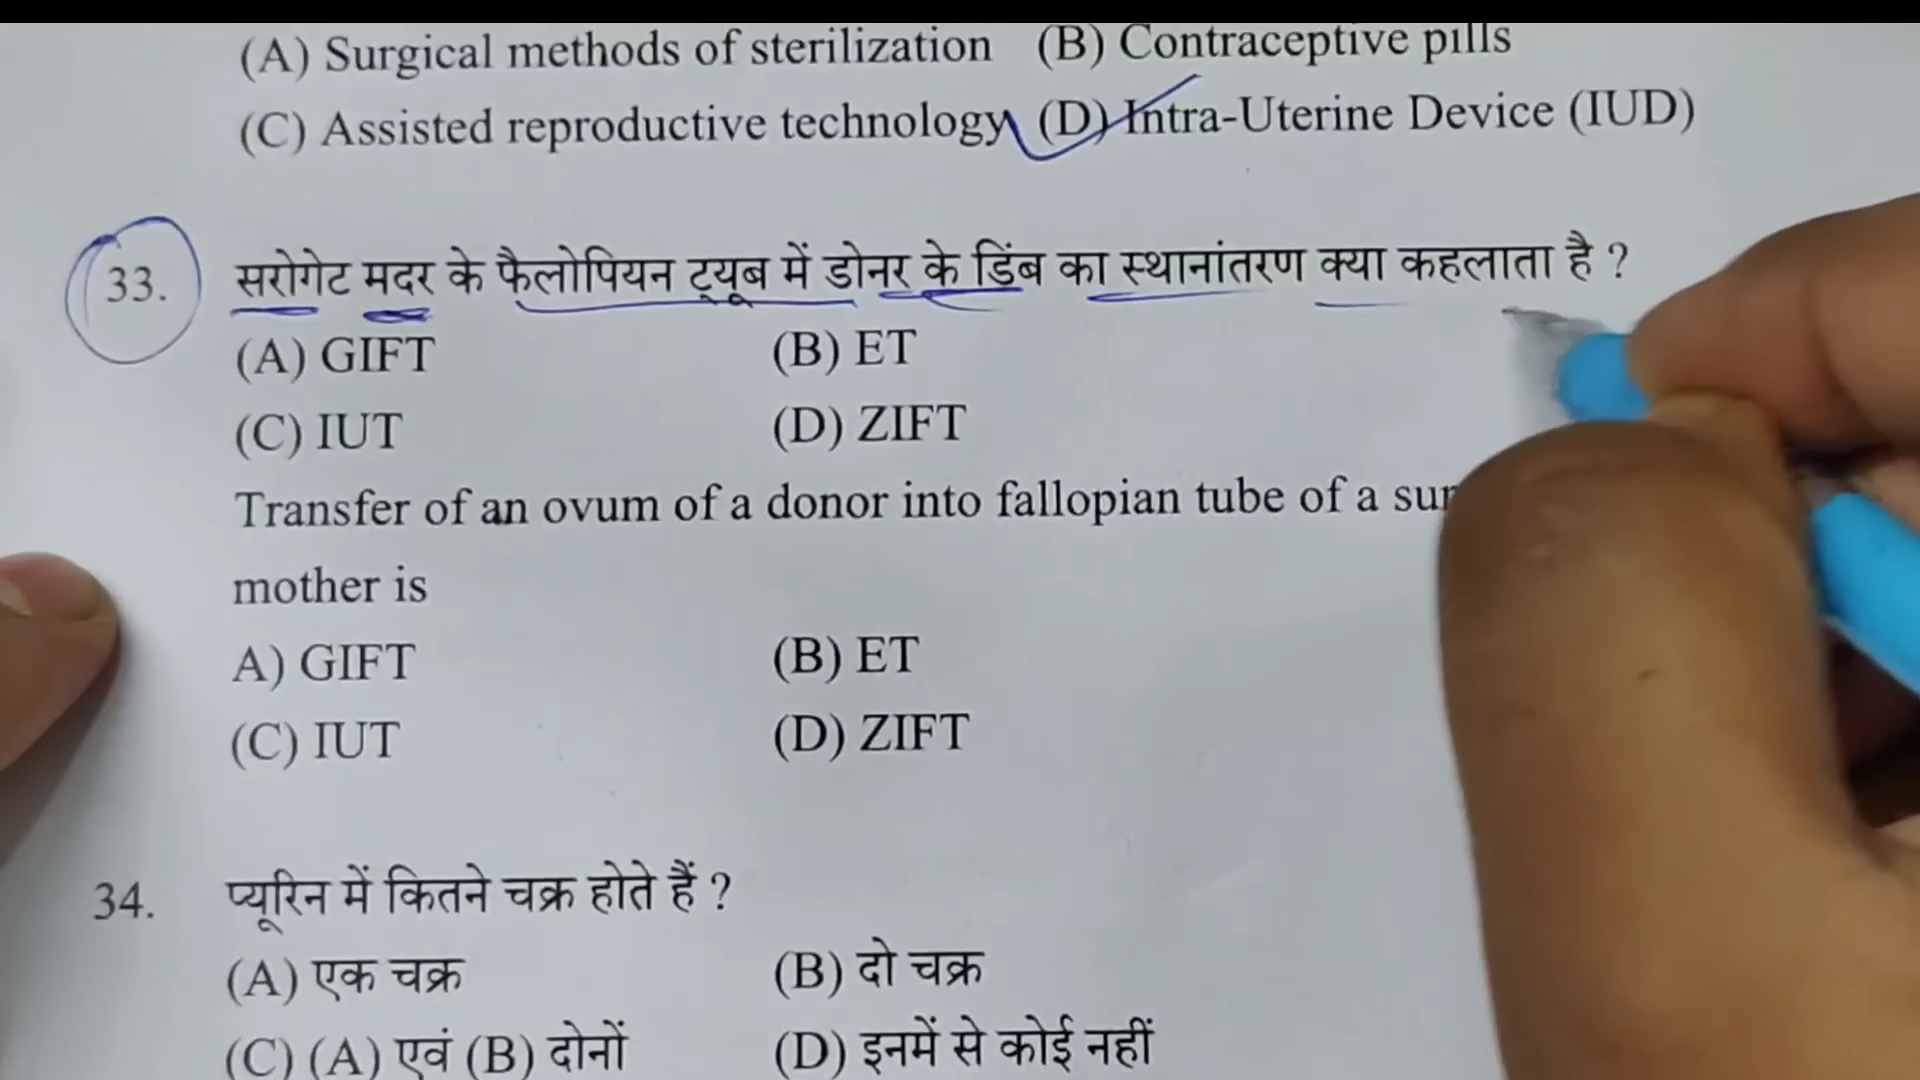 (A) Surgical methods of sterilization (B) Contraceptive pills
(C) Assisted reproductive technology (D) Intra-Uterine Device (IUD)
33. सरोगेट मदर के फैलोपियन ट्यूब में डोनर के डिंब का स्थानांतरण क्या कहलाता है ?
(A) GIFT (B) ET
(C) IUT (D) ZIFT
Transfer of an ovum of a donor into fallopian tube of a
mother is
A) GIFT (B) ET
(C) IUT (D) ZIFT
34. प्यूरिन में कितने चक्र होते हैं ?
(A) एक चक्र (B) दो चक्र
(C) (A) एवं (B) दोनों (D) इनमें से कोई नहीं